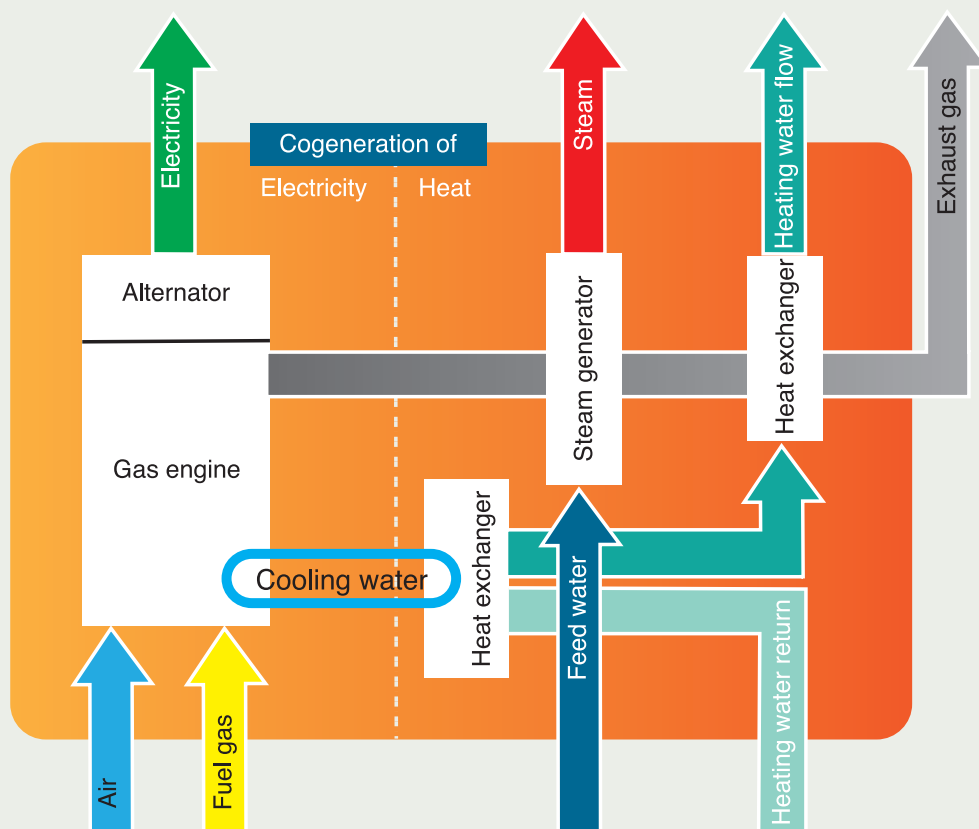 Electricity
Steam
Heating water flow
Exhaust gas
Cogeneration of
Electricity
Heat
Alternator
Steam generator
Heat exchanger
Gas engine
Heat exchanger
Cooling water
Feed water
Heating water return
Air
Fuel gas